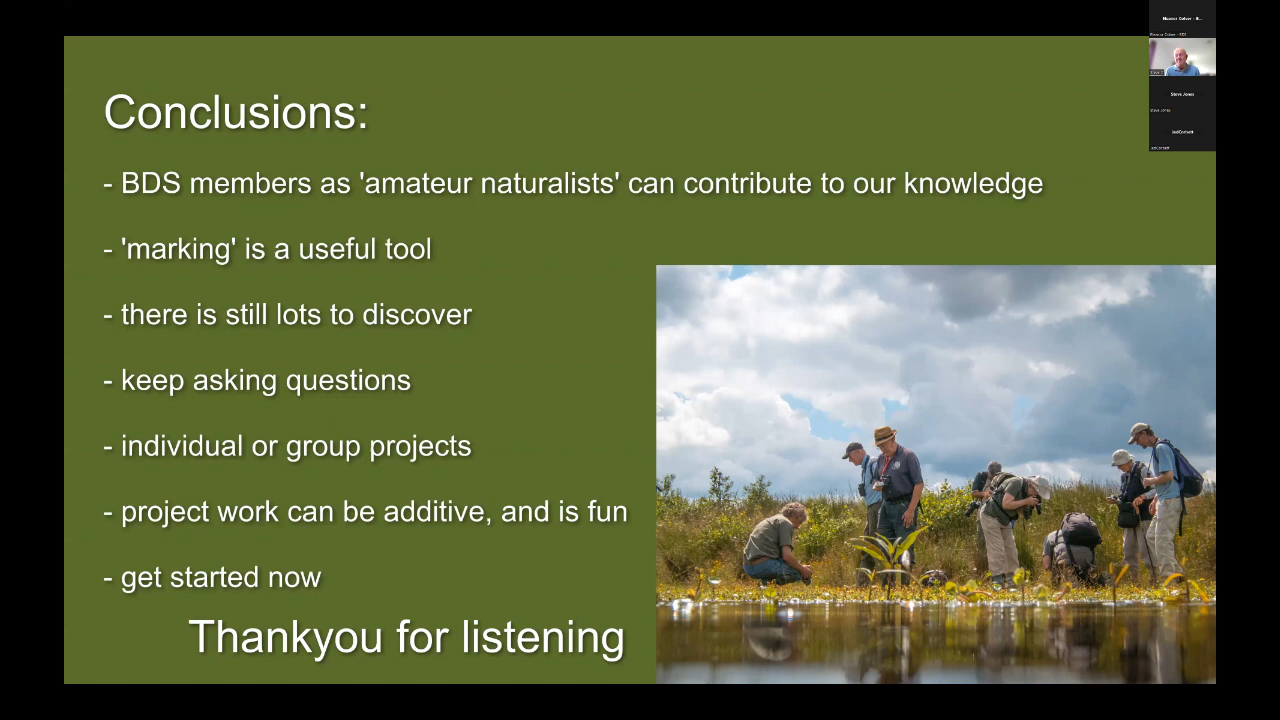 Conclusions:
- BDS members as 'amateur naturalists' can contribute to our knowledge
- 'marking' is a useful tool
- there is still lots to discover
- keep asking questions
- individual or group projects
- project work can be additive, and is fun
- get started now
Thankyou for listening
Steve Jones
Steve Jones